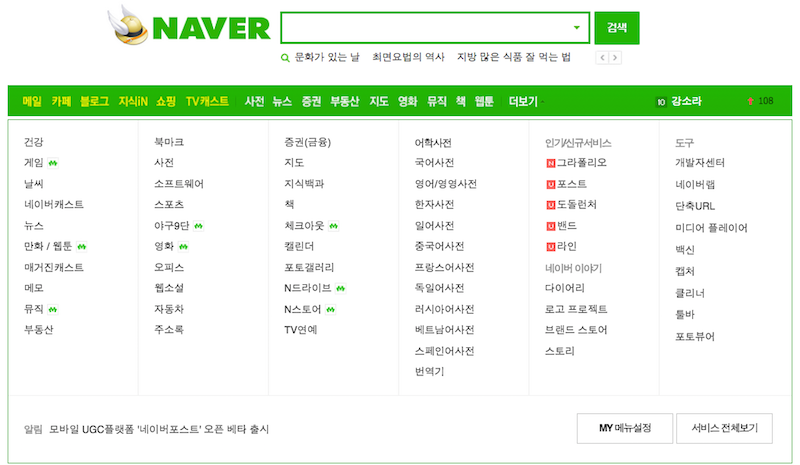 NAVER
검색
문화가 있는 날 최면요법의 역사 지방 많은 식품 잘 먹는 법
메일 카페 블로그 지식iN 쇼핑 TV캐스트 사전 뉴스 증권 부동산 지도 영화 뮤직 책 웹툰 더보기
10 강소라 108
건강
게임
날씨
네이버캐스트
뉴스
만화 / 웹툰
매거진캐스트
메모
뮤직
부동산
북마크
사전
소프트웨어
스포츠
야구9단
영화
오피스
웹소설
자동차
주소록
증권(금융)
지도
지식백과
책
체크아웃
캘린더
포토갤러리
N드라이브
N스토어
TV연예
어학사전
국어사전
영어/영영사전
한자사전
일어사전
중국어사전
프랑스어사전
독일어사전
러시아어사전
베트남어사전
스페인어사전
번역기
인기/신규서비스
N 그라폴리오
U 포스트
U 도돌런처
U 밴드
U 라인
네이버 이야기
다이어리
로고 프로젝트
브랜드 스토어
스토리
도구
개발자센터
네이버랩
단축URL
미디어 플레이어
백신
캡처
클리너
툴바
포토뷰어
알림 모바일 UGC플랫폼 '네이버포스트' 오픈 베타 출시
MY 메뉴설정
서비스 전체보기